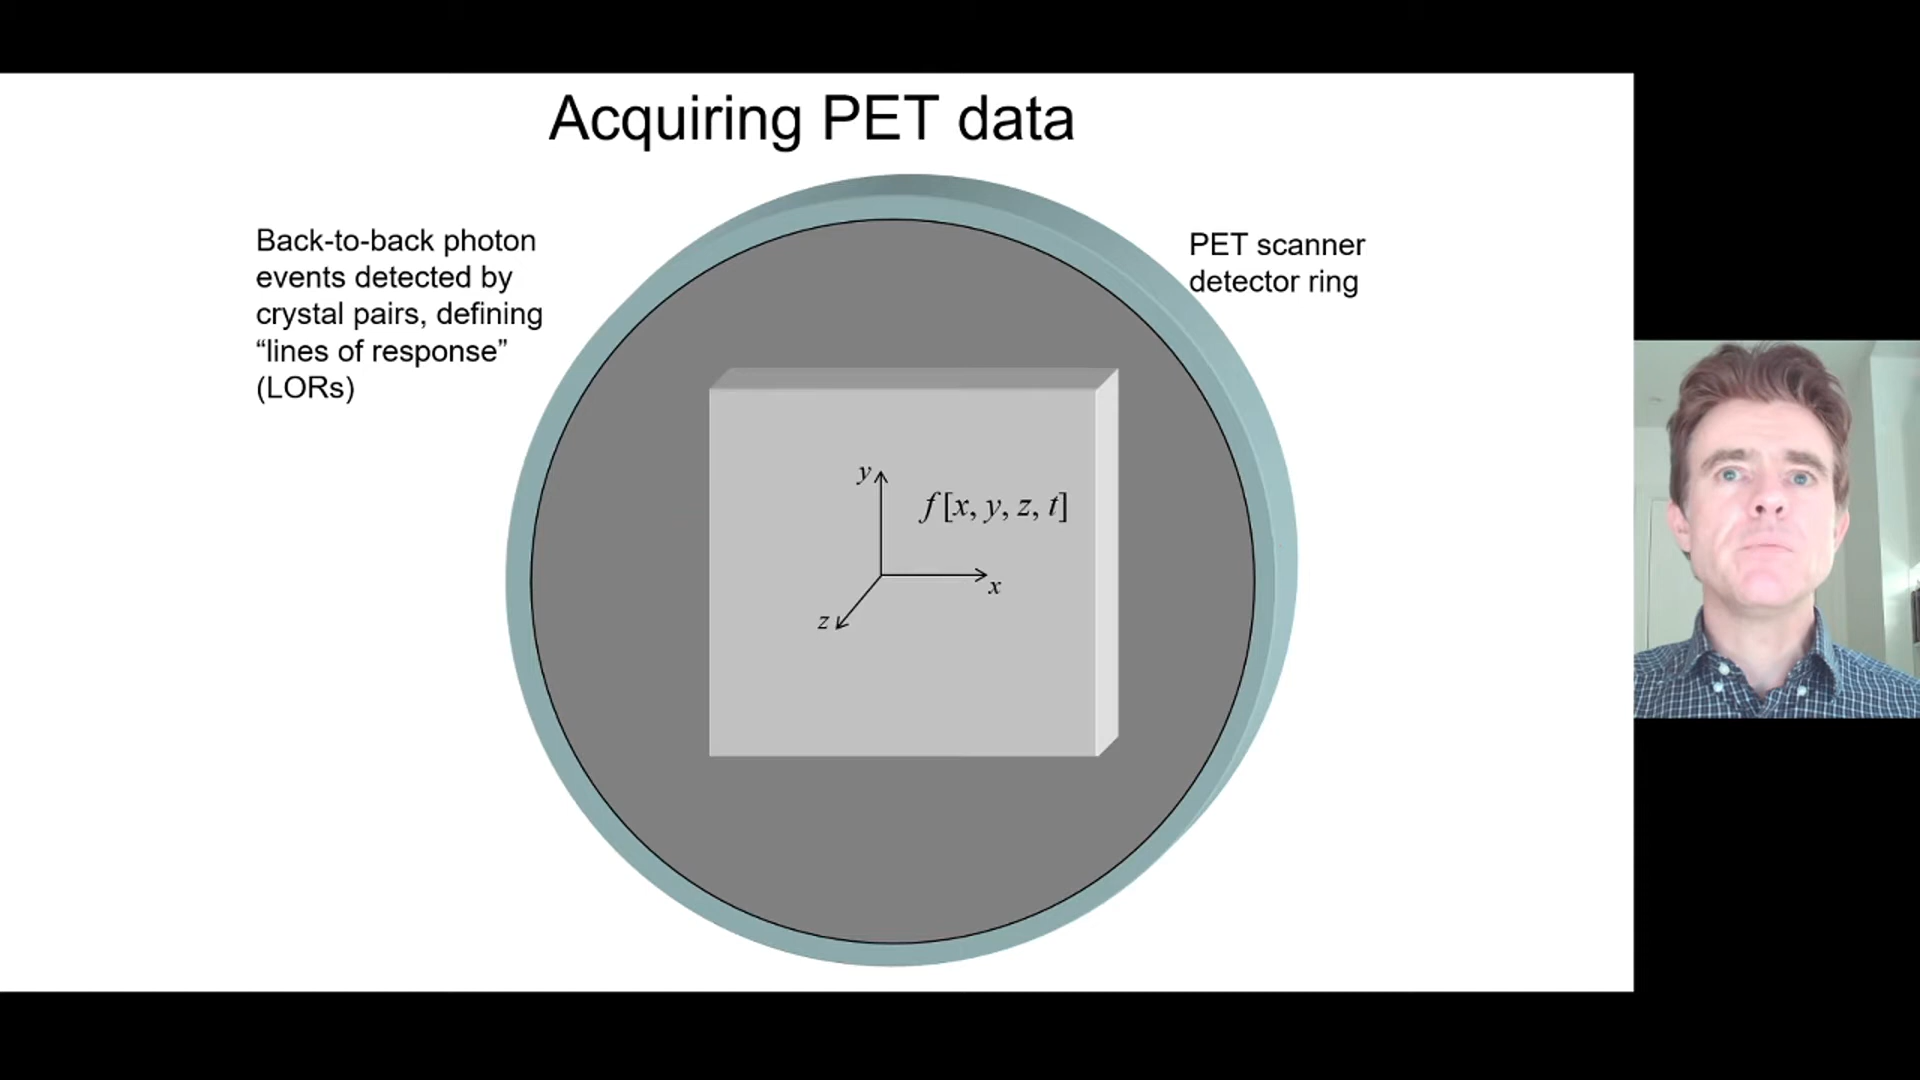 Acquiring PET data
Back-to-back photon
events detected by
crystal pairs, defining
“lines of response”
(LORs)
PET scanner
detector ring
y
f[x, y, z, t]
x
z